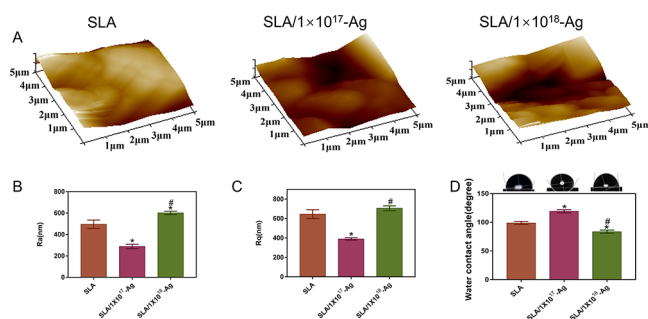 SLA SLA/1×10¹⁷-Ag SLA/1×10¹⁸-Ag
A
5μm 4μm 3μm 2μm 1μm 1μm 2μm 3μm 4μm 5μm
5μm 4μm 3μm 2μm 1μm 1μm 2μm 3μm 4μm 5μm
5μm 4μm 3μm 2μm 1μm 1μm 2μm 3μm 4μm 5μm
B
Ra(nm)
800
600
400
200
0
*
#
*
SLA
SLA/1X10¹⁷-Ag
SLA/1X10¹⁸-Ag
C
Rq(nm)
800
600
400
200
0
*
#
SLA
SLA/1X10¹⁷-Ag
SLA/1X10¹⁸-Ag
D
Water contact angle(degree)
150
100
50
0
*
#
*
SLA
SLA/1X10¹⁷-Ag
SLA/1X10¹⁸-Ag